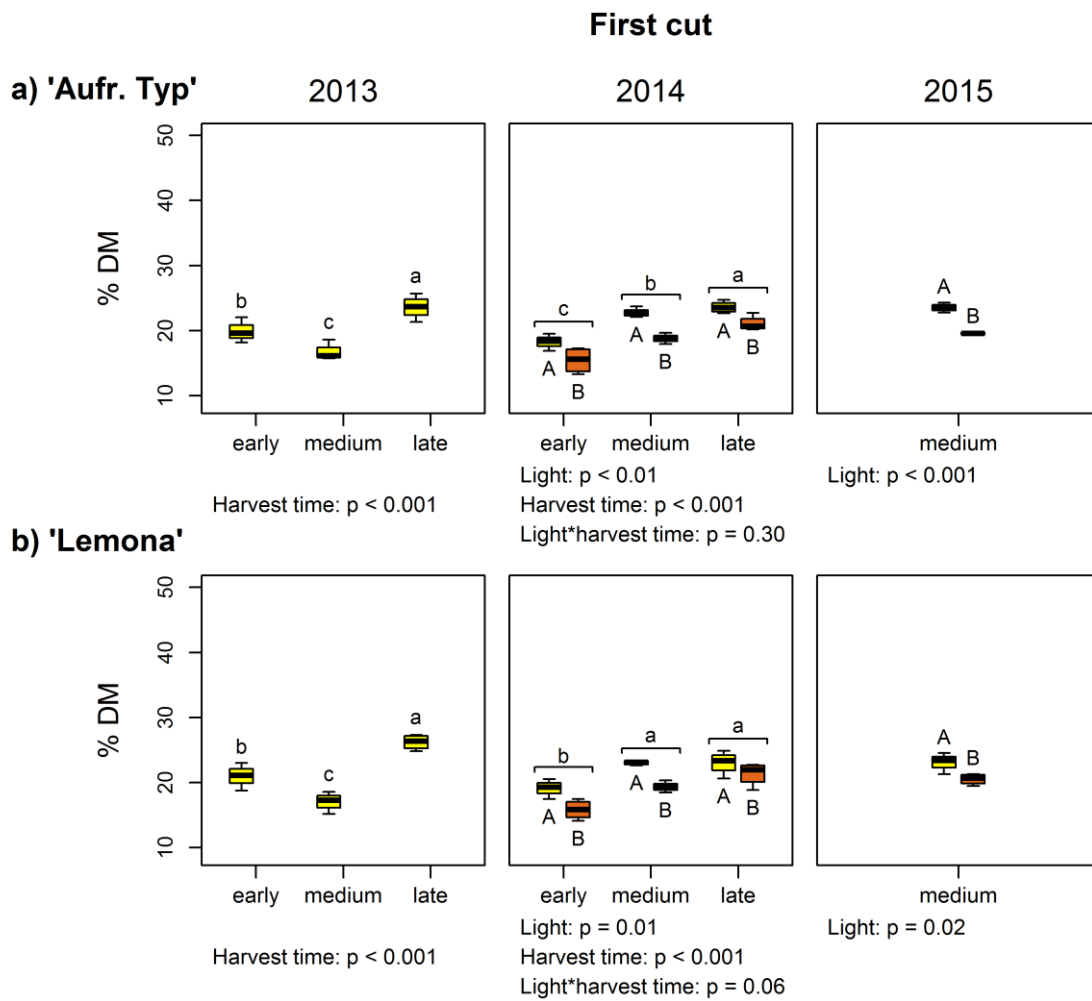 First cut
a) 'Aufr. Typ' 2013 2014 2015
% DM
50
40
30
20
10
b c a
c b a
A B A B A B
A B
early medium late early medium late medium
Light: p < 0.01 Light: p < 0.001
Harvest time: p < 0.001 Harvest time: p < 0.001
Light*harvest time: p = 0.30
b) 'Lemona'
% DM
50
40
30
20
10
b c a
b a a
A B A B A B
A B
early medium late early medium late medium
Light: p = 0.01 Light: p = 0.02
Harvest time: p < 0.001 Harvest time: p < 0.001
Light*harvest time: p = 0.06